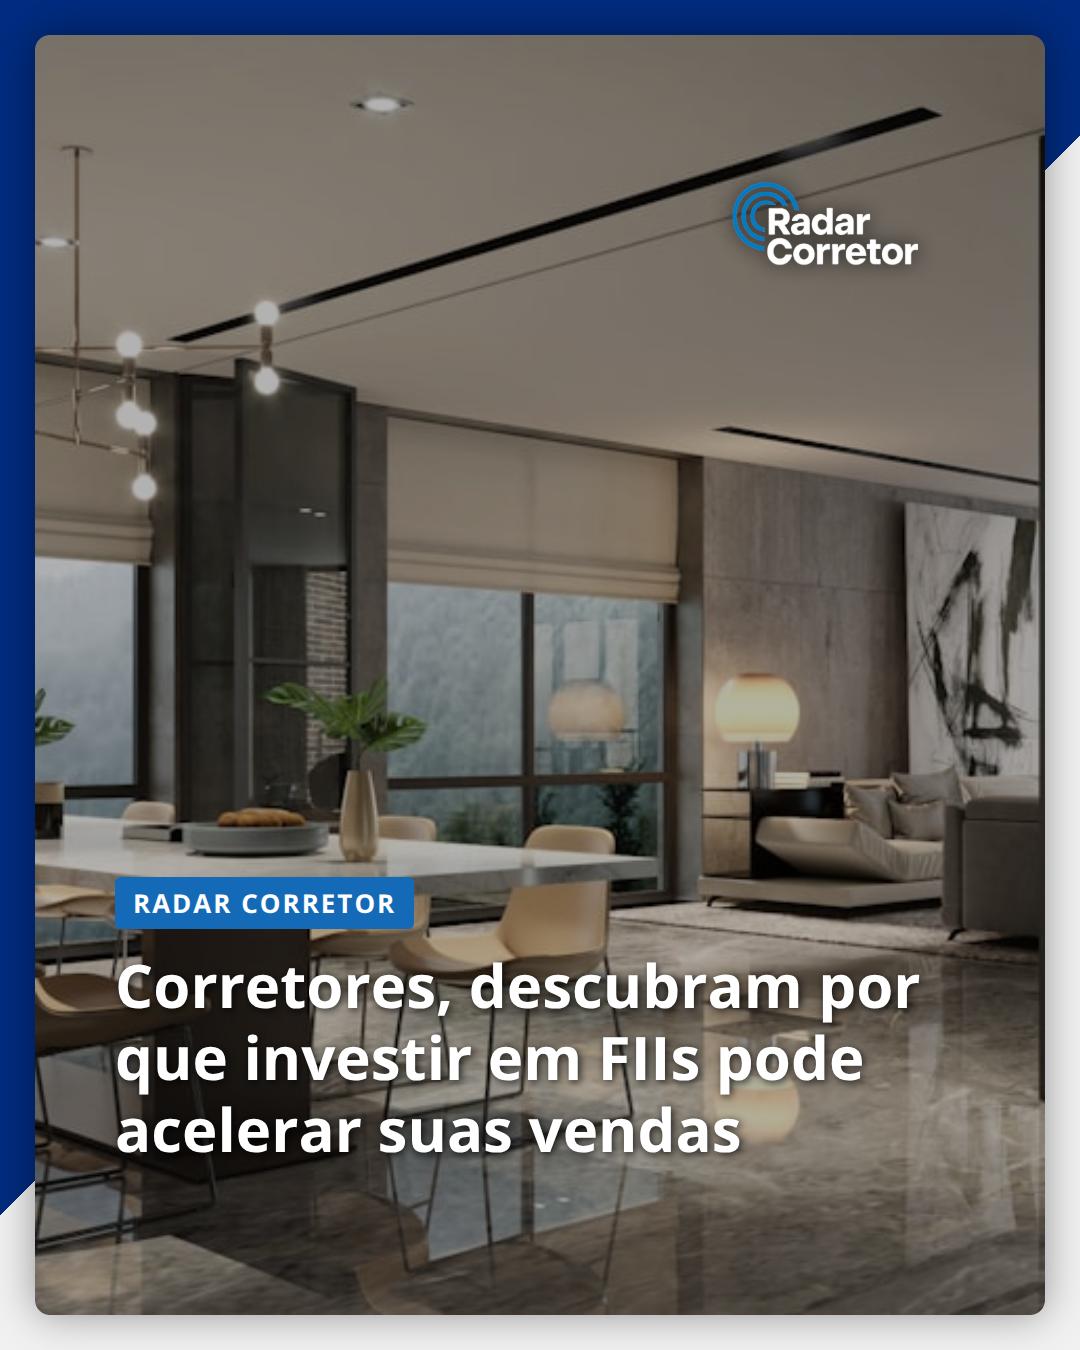 Radar
Corretor
RADAR CORRETOR
Corretores, descubram por
que investir em FIIs pode
acelerar suas vendas